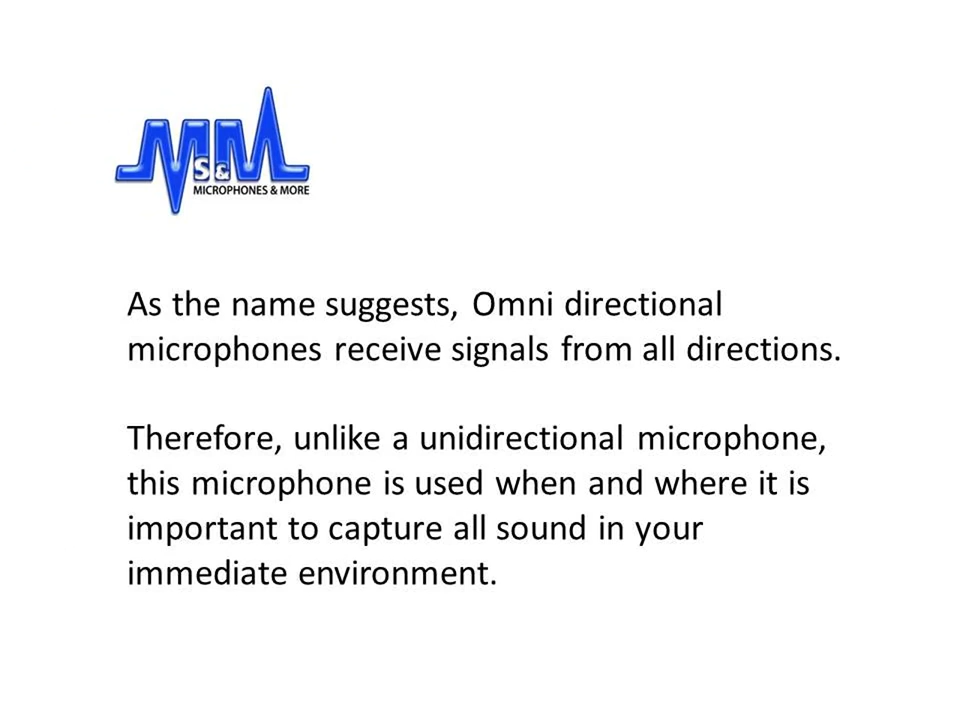 MS&M
MICROPHONES & MORE
As the name suggests, Omni directional
microphones receive signals from all directions.
Therefore, unlike a unidirectional microphone,
this microphone is used when and where it is
important to capture all sound in your
immediate environment.